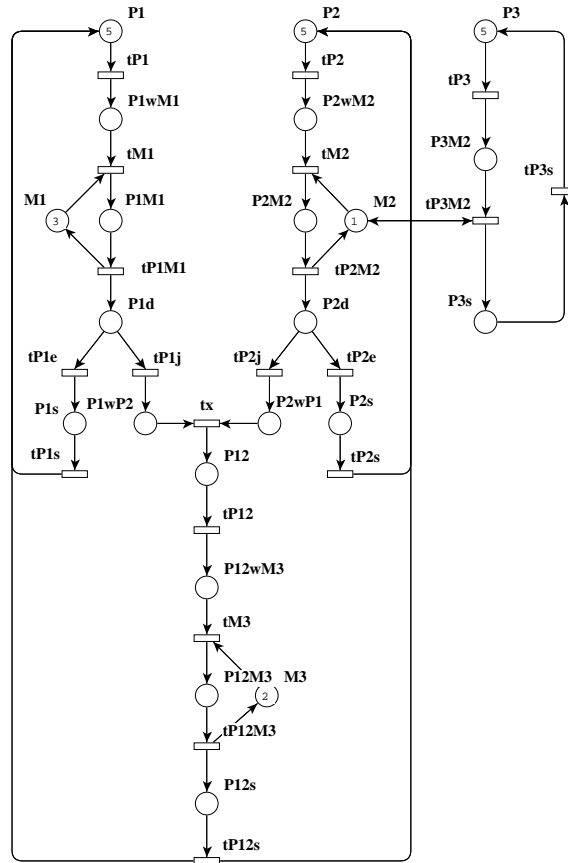 P1 P2 P3
5 5 5
tP1 tP2 tP3
P1wM1 P2wM2
tM1 tM2 P3M2 tP3s
M1 P1M1 P2M2 M2 tP3M2
3 1
tP1M1 tP2M2
P1d P2d P3s
tP1e tP1j tP2j tP2e
P1s P1wP2 tx P2wP1 P2s
tP1s P12 tP2s
tP12
P12wM3
tM3
P12M3 M3
2
tP12M3
P12s
tP12s